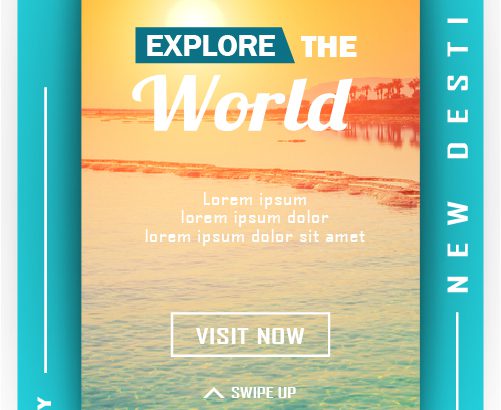 EXPLORE THE
World
Lorem ipsum
lorem ipsum dolor
lorem ipsum dolor sit amet
VISIT NOW
SWIPE UP
NEW DESTI
Y